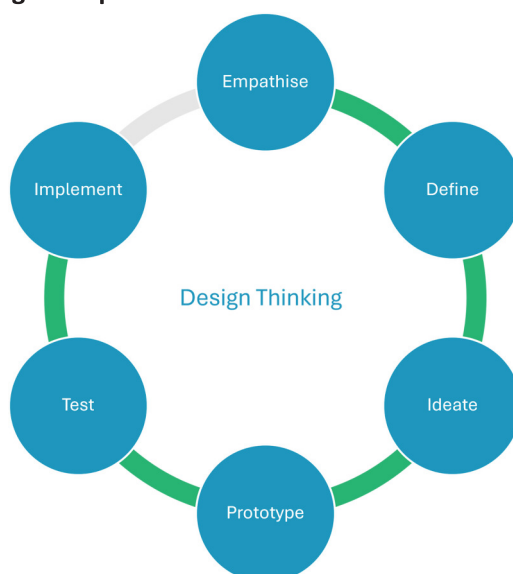 Empathise
Implement
Define
Design Thinking
Test
Ideate
Prototype